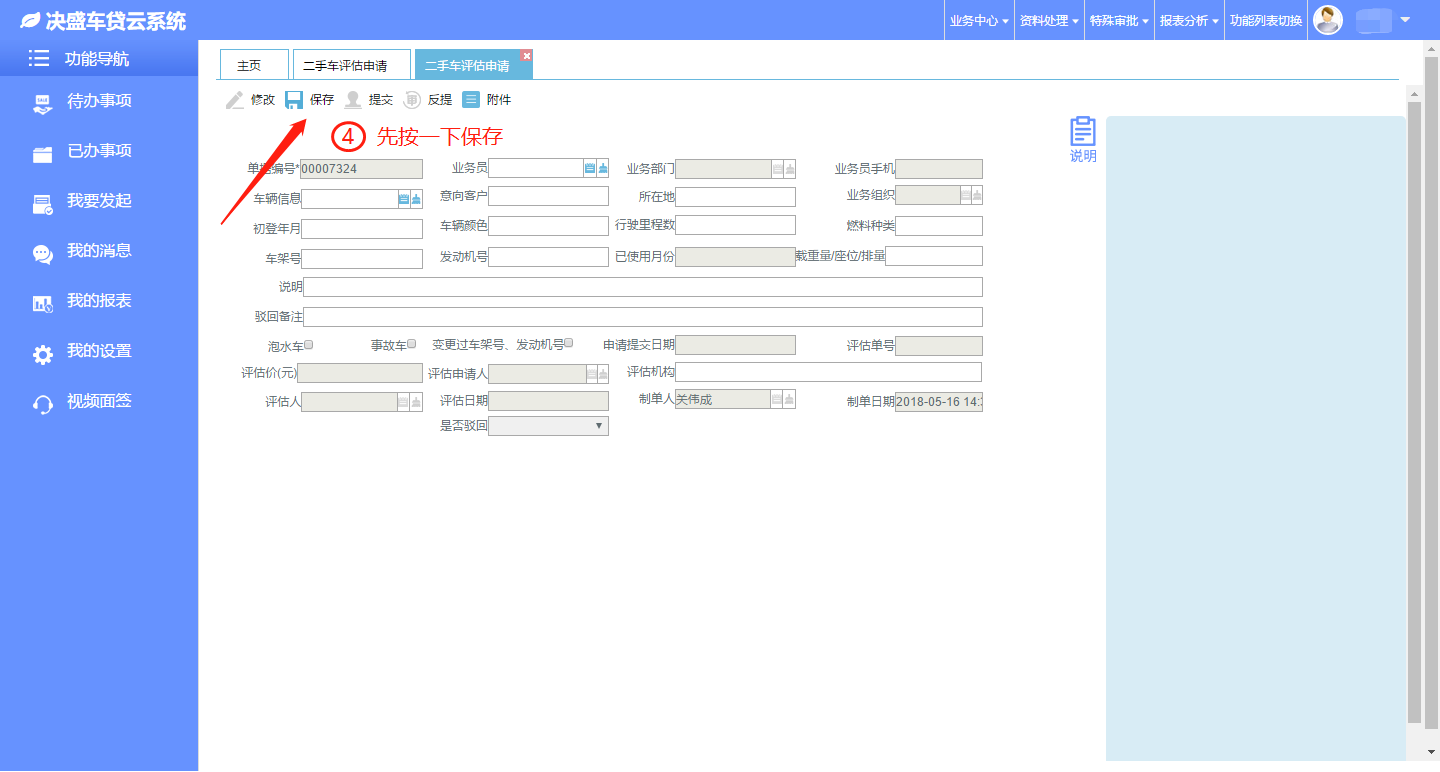 决盛车贷云系统
业务中心 资料处理 特殊审批 报表分析 功能列表切换
功能导航
待办事项
已办事项
我要发起
我的消息
我的报表
我的设置
视频面签
主页 二手车评估申请 二手车评估申请
修改 保存 提交 反提 附件
④ 先按一下保存
说明
单据编号*00007324 业务员 业务部门 业务员手机
车辆信息 意向客户 所在地 业务组织
初登年月 车辆颜色 行驶里程数 燃料种类
车架号 发动机号 已使用月份 载重量/座位/排量
说明
驳回备注
泡水车 事故车 变更过车架号、发动机号 申请提交日期 评估单号
评估价(元) 评估申请人 评估机构
评估人 评估日期 制单人 关伟成 制单日期 2018-05-16 14:
是否驳回